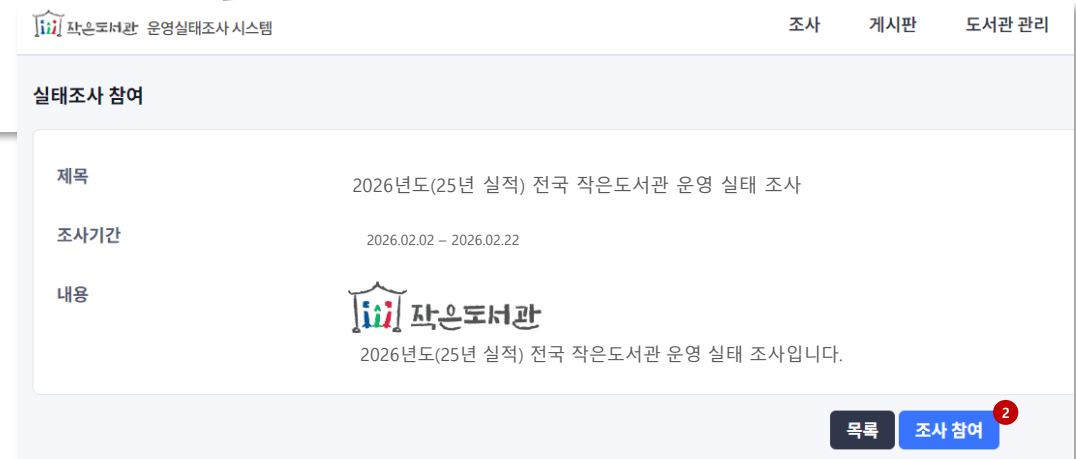 작은도서관 운영실태조사 시스템
조사 게시판 도서관 관리
실태조사 참여
제목 2026년도(25년 실적) 전국 작은도서관 운영 실태 조사
조사기간 2026.02.02 – 2026.02.22
내용
작은도서관
2026년도(25년 실적) 전국 작은도서관 운영 실태 조사입니다.
목록 조사 참여 2